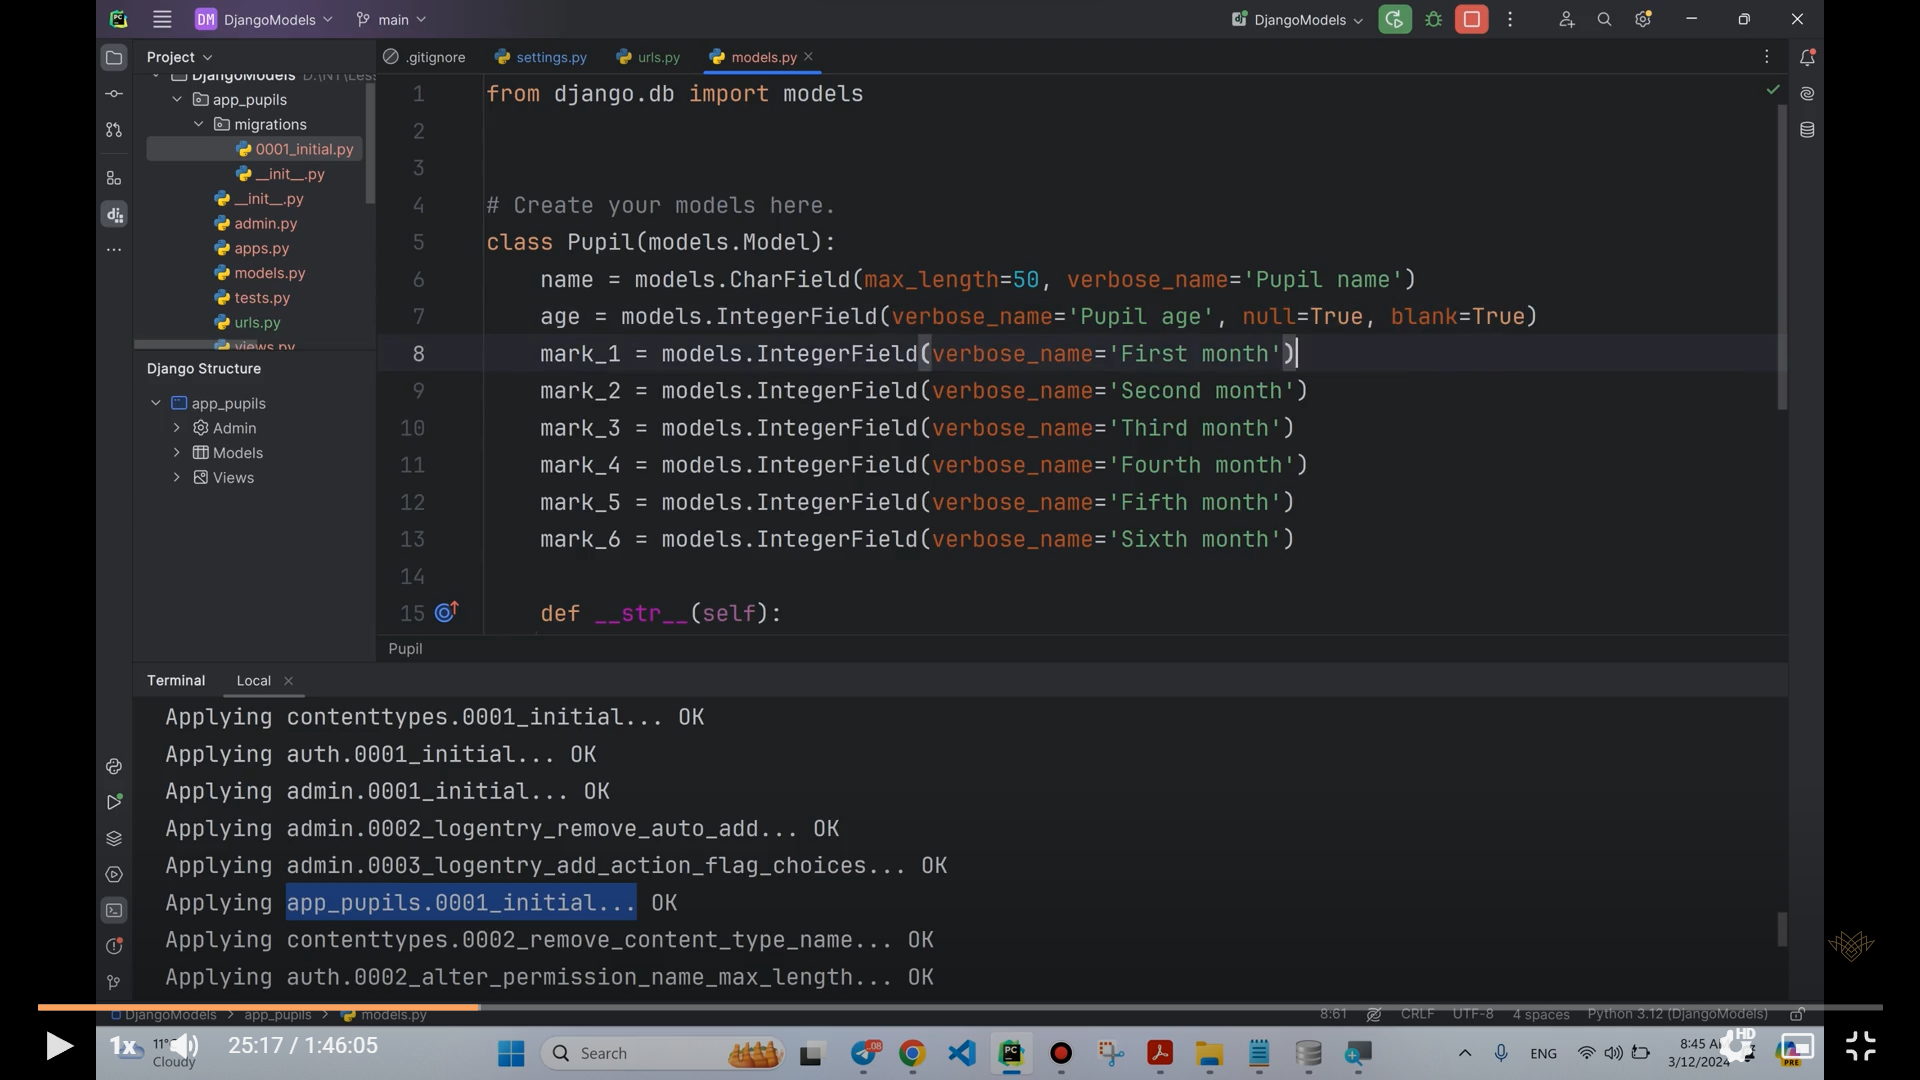 DM DjangoModels main DjangoModels
Project .gitignore settings.py urls.py models.py
DjangoModels D:\NT\Less
app_pupils
migrations
0001_initial.py
__init__.py
__init__.py
admin.py
apps.py
models.py
tests.py
urls.py
views.py
Django Structure
app_pupils
Admin
Models
Views
1 from django.db import models
2
3
4 # Create your models here.
5 class Pupil(models.Model):
6 name = models.CharField(max_length=50, verbose_name='Pupil name')
7 age = models.IntegerField(verbose_name='Pupil age', null=True, blank=True)
8 mark_1 = models.IntegerField(verbose_name='First month')
9 mark_2 = models.IntegerField(verbose_name='Second month')
10 mark_3 = models.IntegerField(verbose_name='Third month')
11 mark_4 = models.IntegerField(verbose_name='Fourth month')
12 mark_5 = models.IntegerField(verbose_name='Fifth month')
13 mark_6 = models.IntegerField(verbose_name='Sixth month')
14
15 def __str__(self):
Pupil
Terminal Local
Applying contenttypes.0001_initial... OK
Applying auth.0001_initial... OK
Applying admin.0001_initial... OK
Applying admin.0002_logentry_remove_auto_add... OK
Applying admin.0003_logentry_add_action_flag_choices... OK
Applying app_pupils.0001_initial... OK
Applying contenttypes.0002_remove_content_type_name... OK
Applying auth.0002_alter_permission_name_max_length... OK
DjangoModels > app_pupils > models.py 8:61 CRLF UTF-8 4 spaces Python 3.12 (DjangoModels)
1x 11° Cloudy 25:17 / 1:46:05 Search ENG 8:45 3/12/2024 HD PRE